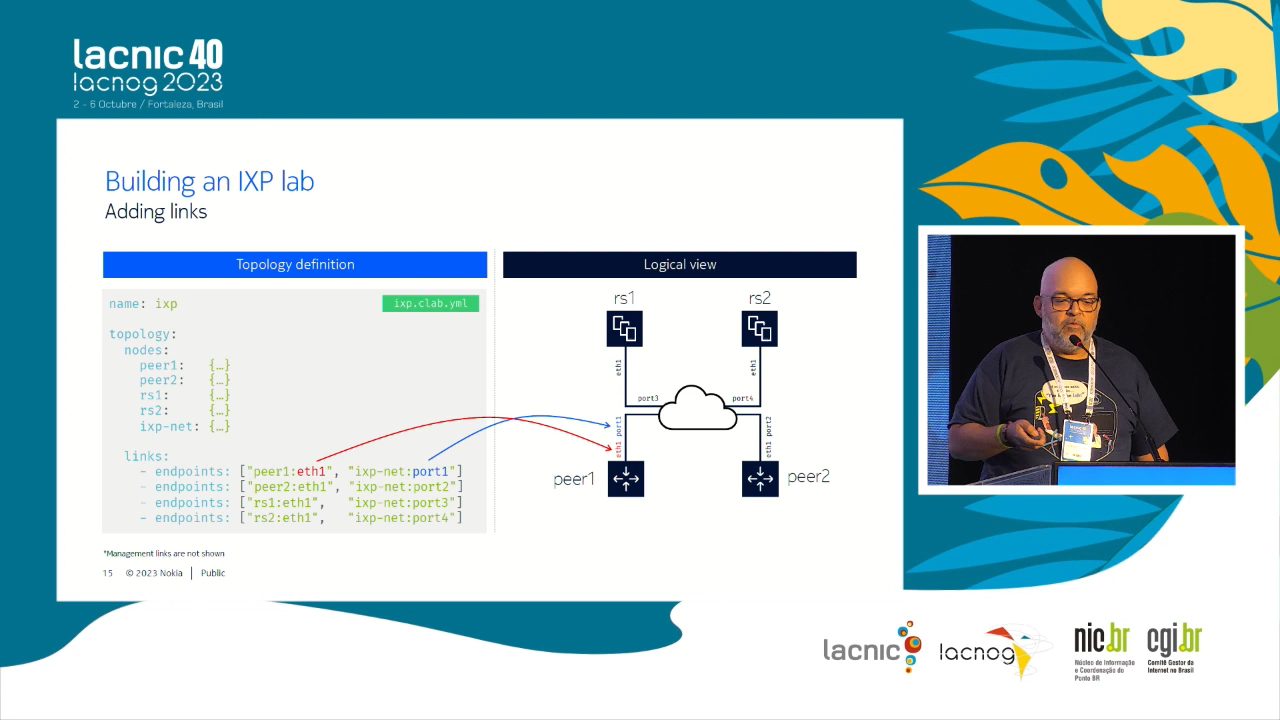 lacnic 40
lacnog 2023
2 - 6 Octubre / Fortaleza, Brasil
Building an IXP lab
Adding links
Topology definition
name: ixp
ixp.clab.yml
topology:
nodes:
peer1: {…}
peer2: {…}
rs1: {…}
rs2: {…}
ixp-net: {…}
links:
- endpoints: ["peer1:eth1", "ixp-net:port1"]
- endpoints: ["peer2:eth1", "ixp-net:port2"]
- endpoints: ["rs1:eth1", "ixp-net:port3"]
- endpoints: ["rs2:eth1", "ixp-net:port4"]
Logical view
rs1
rs2
eth1
eth1
port3
port4
port1
eth1
port2
eth1
peer1
peer2
*Management links are not shown
15 © 2023 Nokia | Public
lacnic
lacnog
nic.br
Núcleo de Informação
e Coordenação do
Ponto BR
cgi.br
Comitê Gestor da
Internet no Brasil